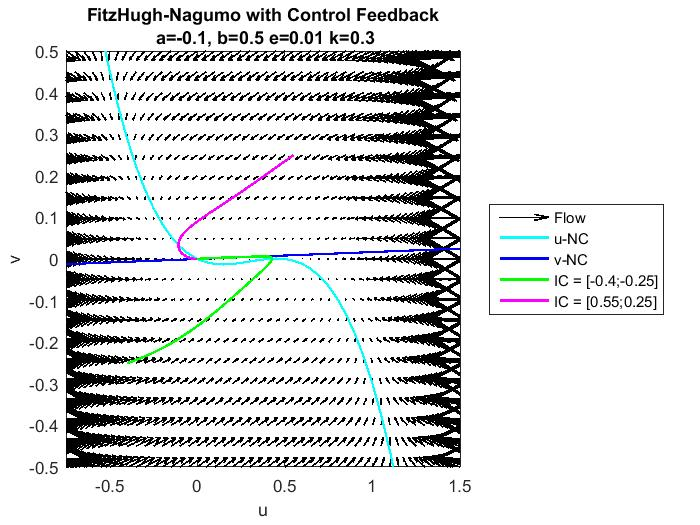 FitzHugh-Nagumo with Control Feedback
a=-0.1, b=0.5 e=0.01 k=0.3
0.5
0.4
0.3
0.2
0.1
0
-0.1
-0.2
-0.3
-0.4
-0.5
v
-0.5
0
0.5
1
1.5
u
Flow
u-NC
v-NC
IC = [-0.4;-0.25]
IC = [0.55;0.25]